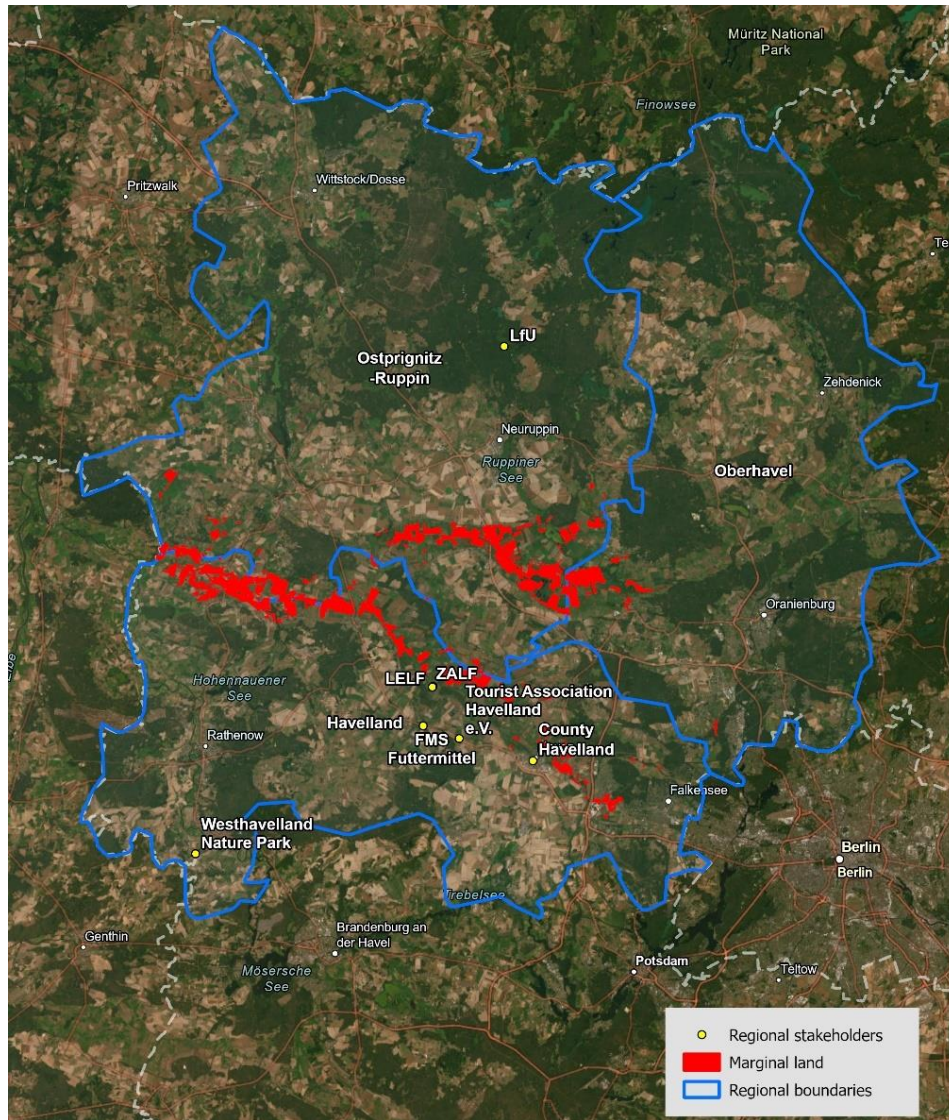 Müritz National
Park
Finowsee
Wittstock/Dosse
Pritzwalk
Te
LfU
Ostprignitz
-Ruppin
Zehdenick
Neuruppin
Ruppiner
See
Oberhavel
Oranienburg
Elbe
Hohennauener
See
LELF
ZALF
Tourist Association
Havelland
e.V.
Havelland
FMS
Futtermittel
County
Havelland
Rathenow
Falkensee
Westhavelland
Nature Park
Berlin
Berlin
Trebelsee
Brandenburg an
der Havel
Genthin
Mösersche
See
Potsdam
Teltow
Regional stakeholders
Marginal land
Regional boundaries